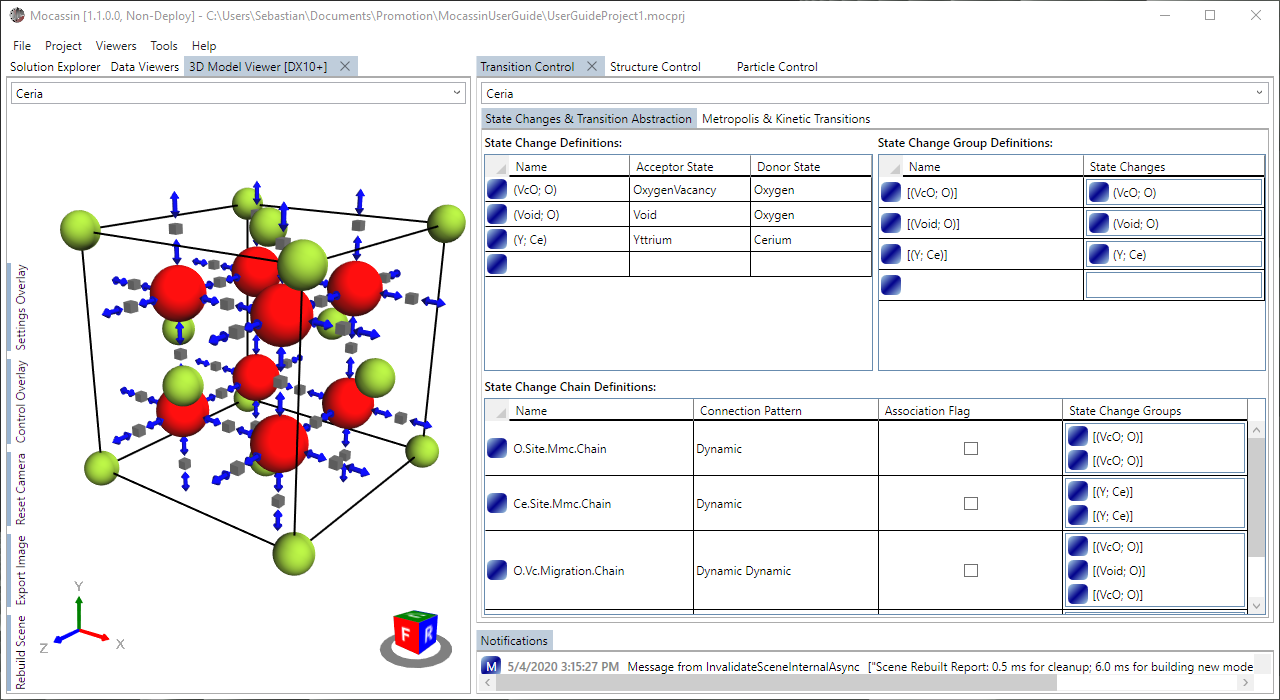 Mocassin [1.1.0.0, Non-Deploy] - C:\Users\Sebastian\Documents\Promotion\MocassinUserGuide\UserGuideProject1.mocprj
File Project Viewers Tools Help
Solution Explorer Data Viewers 3D Model Viewer [DX10+]
Ceria
Settings Overlay
Control Overlay
Reset Camera
Export Image
Rebuild Scene
Y
Z
X
F
R
Transition Control Structure Control Particle Control
Ceria
State Changes & Transition Abstraction Metropolis & Kinetic Transitions
State Change Definitions:
Name Acceptor State Donor State
(VcO; O) OxygenVacancy Oxygen
(Void; O) Void Oxygen
(Y; Ce) Yttrium Cerium
State Change Group Definitions:
Name State Changes
[(VcO; O)] (VcO; O)
[(Void; O)] (Void; O)
[(Y; Ce)] (Y; Ce)
State Change Chain Definitions:
Name Connection Pattern Association Flag State Change Groups
O.Site.Mmc.Chain Dynamic
[(VcO; O)]
[(VcO; O)]
Ce.Site.Mmc.Chain Dynamic
[(Y; Ce)]
[(Y; Ce)]
O.Vc.Migration.Chain Dynamic Dynamic
[(VcO; O)]
[(Void; O)]
[(VcO; O)]
Notifications
M 5/4/2020 3:15:27 PM Message from InvalidateSceneInternalAsync ["Scene Rebuilt Report: 0.5 ms for cleanup; 6.0 ms for building new mode